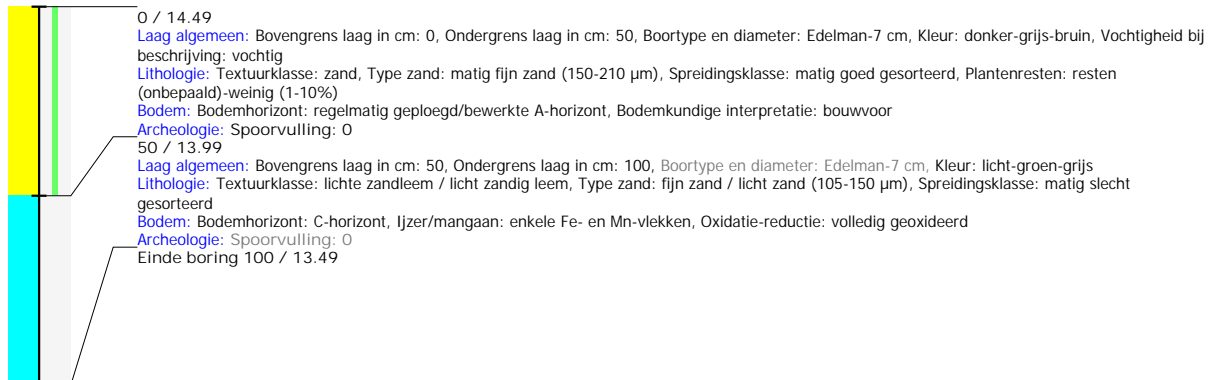 0 / 14.49
Laag algemeen: Bovengrens laag in cm: 0, Ondergrens laag in cm: 50, Boortype en diameter: Edelman-7 cm, Kleur: donker-grijs-bruin, Vochtigheid bij
beschrijving: vochtig
Lithologie: Textuurklasse: zand, Type zand: matig fijn zand (150-210 µm), Spreidingsklasse: matig goed gesorteerd, Plantenresten: resten
(onbepaald)-weinig (1-10%)
Bodem: Bodemhorizont: regelmatig geploegd/bewerkte A-horizont, Bodemkundige interpretatie: bouwvoor
Archeologie: Spoorvulling: 0
50 / 13.99
Laag algemeen: Bovengrens laag in cm: 50, Ondergrens laag in cm: 100, Boortype en diameter: Edelman-7 cm, Kleur: licht-groen-grijs
Lithologie: Textuurklasse: lichte zandleem / licht zandig leem, Type zand: fijn zand / licht zand (105-150 µm), Spreidingsklasse: matig slecht
gesorteerd
Bodem: Bodemhorizont: C-horizont, Ijzer/mangaan: enkele Fe- en Mn-vlekken, Oxidatie-reductie: volledig geoxideerd
Archeologie: Spoorvulling: 0
Einde boring 100 / 13.49